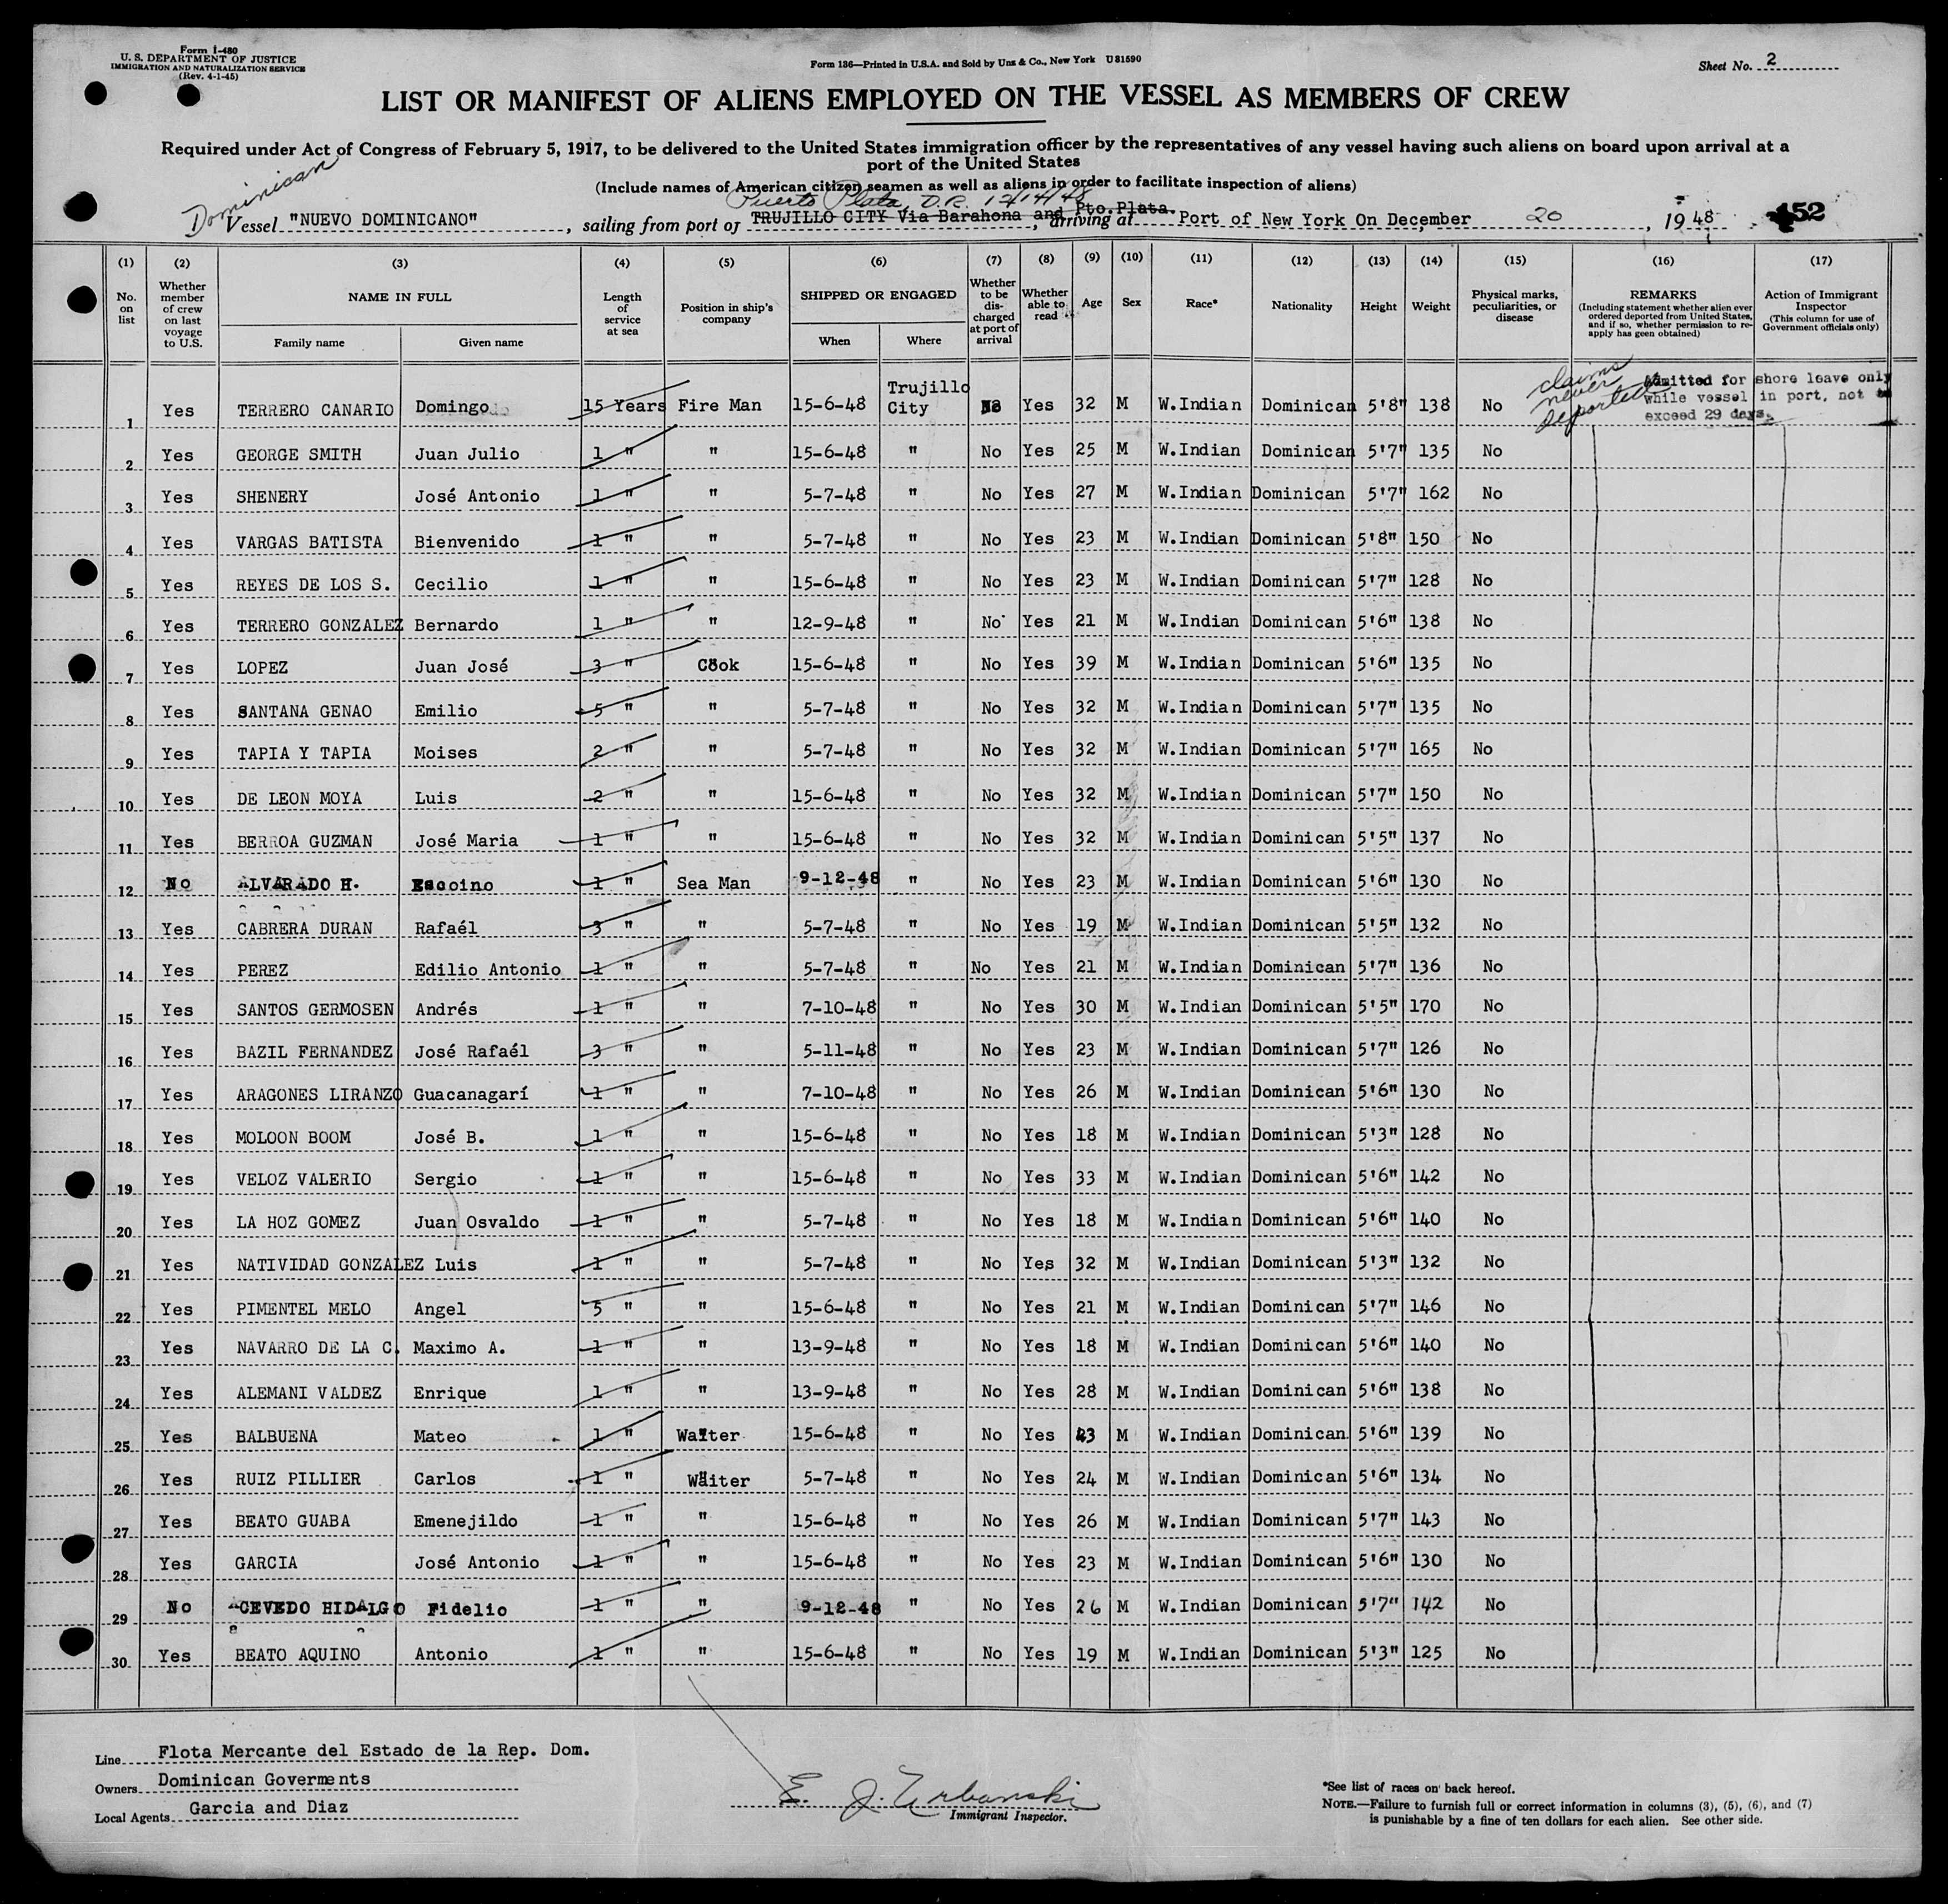 Form I-480
U. S. DEPARTMENT OF JUSTICE
IMMIGRATION AND NATURALIZATION SERVICE
(Rev. 4-1-45)
Form 136—Printed in U.S.A. and Sold by Unz & Co., New York U81590
Sheet No. 2
LIST OR MANIFEST OF ALIENS EMPLOYED ON THE VESSEL AS MEMBERS OF CREW
Required under Act of Congress of February 5, 1917, to be delivered to the United States immigration officer by the representatives of any vessel having such aliens on board upon arrival at a
port of the United States
(Include names of American citizen seamen as well as aliens in order to facilitate inspection of aliens)
Dominican
Puerto Plata, D.R. 12/14/48
Vessel "NUEVO DOMINICANO", sailing from port of TRUJILLO CITY Via Barahona and Pto.Plata., arriving at Port of New York On December 20, 1948 452
(1) (2) (3) (4) (5) (6) (7) (8) (9) (10) (11) (12) (13) (14) (15) (16) (17)
No. on list
Whether member of crew on last voyage to U.S.
NAME IN FULL
Family name
Given name
Length of service at sea
Position in ship's company
SHIPPED OR ENGAGED
When
Where
Whether to be discharged at port of arrival
Whether able to read
Age
Sex
Race*
Nationality
Height
Weight
Physical marks, peculiarities, or disease
REMARKS
(Including statement whether alien ever ordered deported from United States, and if so, whether permission to reapply has geen obtained)
Action of Immigrant Inspector
(This column for use of Government officials only)
claims never deported
Admitted for shore leave only
while vessel in port, not to
exceed 29 days.
1 Yes TERRERO CANARIO Domingo 15 Years Fire Man 15-6-48 Trujillo City No Yes 32 M W.Indian Dominican 5'8" 138 No
2 Yes GEORGE SMITH Juan Julio 1 " " 15-6-48 " No Yes 25 M W.Indian Dominican 5'7" 135 No
3 Yes SHENERY José Antonio 1 " " 5-7-48 " No Yes 27 M W.Indian Dominican 5'7" 162 No
4 Yes VARGAS BATISTA Bienvenido 1 " " 5-7-48 " No Yes 23 M W.Indian Dominican 5'8" 150 No
5 Yes REYES DE LOS S. Cecilio 1 " " 15-6-48 " No Yes 23 M W.Indian Dominican 5'7" 128 No
6 Yes TERRERO GONZALEZ Bernardo 1 " " 12-9-48 " No Yes 21 M W.Indian Dominican 5'6" 138 No
7 Yes LOPEZ Juan José 3 " Cook 15-6-48 " No Yes 39 M W.Indian Dominican 5'6" 135 No
8 Yes SANTANA GENAO Emilio 5 " " 5-7-48 " No Yes 32 M W.Indian Dominican 5'7" 135 No
9 Yes TAPIA Y TAPIA Moises 2 " " 5-7-48 " No Yes 32 M W.Indian Dominican 5'7" 165 No
10 Yes DE LEON MOYA Luis 2 " " 15-6-48 " No Yes 32 M W.Indian Dominican 5'7" 150 No
11 Yes BERROA GUZMAN José Maria 1 " " 15-6-48 " No Yes 32 M W.Indian Dominican 5'5" 137 No
12 No ALVARADO H. 1 " Sea Man 9-12-48 " No Yes 23 M W.Indian Dominican 5'6" 130 No
13 Yes CABRERA DURAN Rafaél 3 " " 5-7-48 " No Yes 19 M W.Indian Dominican 5'5" 132 No
14 Yes PEREZ Edilio Antonio 1 " " 5-7-48 " No Yes 21 M W.Indian Dominican 5'7" 136 No
15 Yes SANTOS GERMOSEN Andrés 1 " " 7-10-48 " No Yes 30 M W.Indian Dominican 5'5" 170 No
16 Yes BAZIL FERNANDEZ José Rafaél 3 " " 5-11-48 " No Yes 23 M W.Indian Dominican 5'7" 126 No
17 Yes ARAGONES LIRANZO Guacanagarí 1 " " 7-10-48 " No Yes 26 M W.Indian Dominican 5'6" 130 No
18 Yes MOLOON BOOM José B. 1 " " 15-6-48 " No Yes 18 M W.Indian Dominican 5'3" 128 No
19 Yes VELOZ VALERIO Sergio 1 " " 15-6-48 " No Yes 33 M W.Indian Dominican 5'6" 142 No
20 Yes LA HOZ GOMEZ Juan Osvaldo 1 " " 5-7-48 " No Yes 18 M W.Indian Dominican 5'6" 140 No
21 Yes NATIVIDAD GONZALEZ Luis 1 " " 5-7-48 " No Yes 32 M W.Indian Dominican 5'3" 132 No
22 Yes PIMENTEL MELO Angel 5 " " 15-6-48 " No Yes 21 M W.Indian Dominican 5'7" 146 No
23 Yes NAVARRO DE LA C. Maximo A. 1 " " 13-9-48 " No Yes 18 M W.Indian Dominican 5'6" 140 No
24 Yes ALEMANI VALDEZ Enrique 1 " " 13-9-48 " No Yes 28 M W.Indian Dominican 5'6" 138 No
25 Yes BALBUENA Mateo 1 " Waiter 15-6-48 " No Yes M W.Indian Dominican 5'6" 139 No
26 Yes RUIZ PILLIER Carlos 1 " Waiter 5-7-48 " No Yes 24 M W.Indian Dominican 5'6" 134 No
27 Yes BEATO GUABA Emenejildo 1 " " 15-6-48 " No Yes 26 M W.Indian Dominican 5'7" 143 No
28 Yes GARCIA José Antonio 1 " " 15-6-48 " No Yes 23 M W.Indian Dominican 5'6" 130 No
29 No ACEVEDO HIDALGO Fidelio 1 " " 9-12-48 " No Yes 26 M W.Indian Dominican 5'7" 142 No
30 Yes BEATO AQUINO Antonio 1 " " 15-6-48 " No Yes 19 M W.Indian Dominican 5'3" 125 No
Line Flota Mercante del Estado de la Rep. Dom.
Owners Dominican Goverments
Local Agents Garcia and Diaz
E. J. Urbanski
Immigrant Inspector.
*See list of races on back hereof.
NOTE.—Failure to furnish full or correct information in columns (3), (5), (6), and (7)
is punishable by a fine of ten dollars for each alien. See other side.